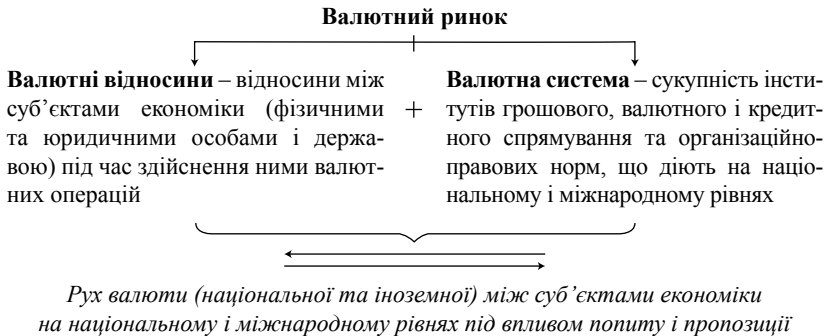 Валютний ринок
Валютні відносини – відносини між
суб’єктами економіки (фізичними
та юридичними особами і держа-
вою) під час здійснення ними валют-
них операцій
+
Валютна система – сукупність інсти-
тутів грошового, валютного і кредит-
ного спрямування та організаційно-
правових норм, що діють на націо-
нальному і міжнародному рівнях
Рух валюти (національної та іноземної) між суб’єктами економіки
на національному і міжнародному рівнях під впливом попиту і пропозиції